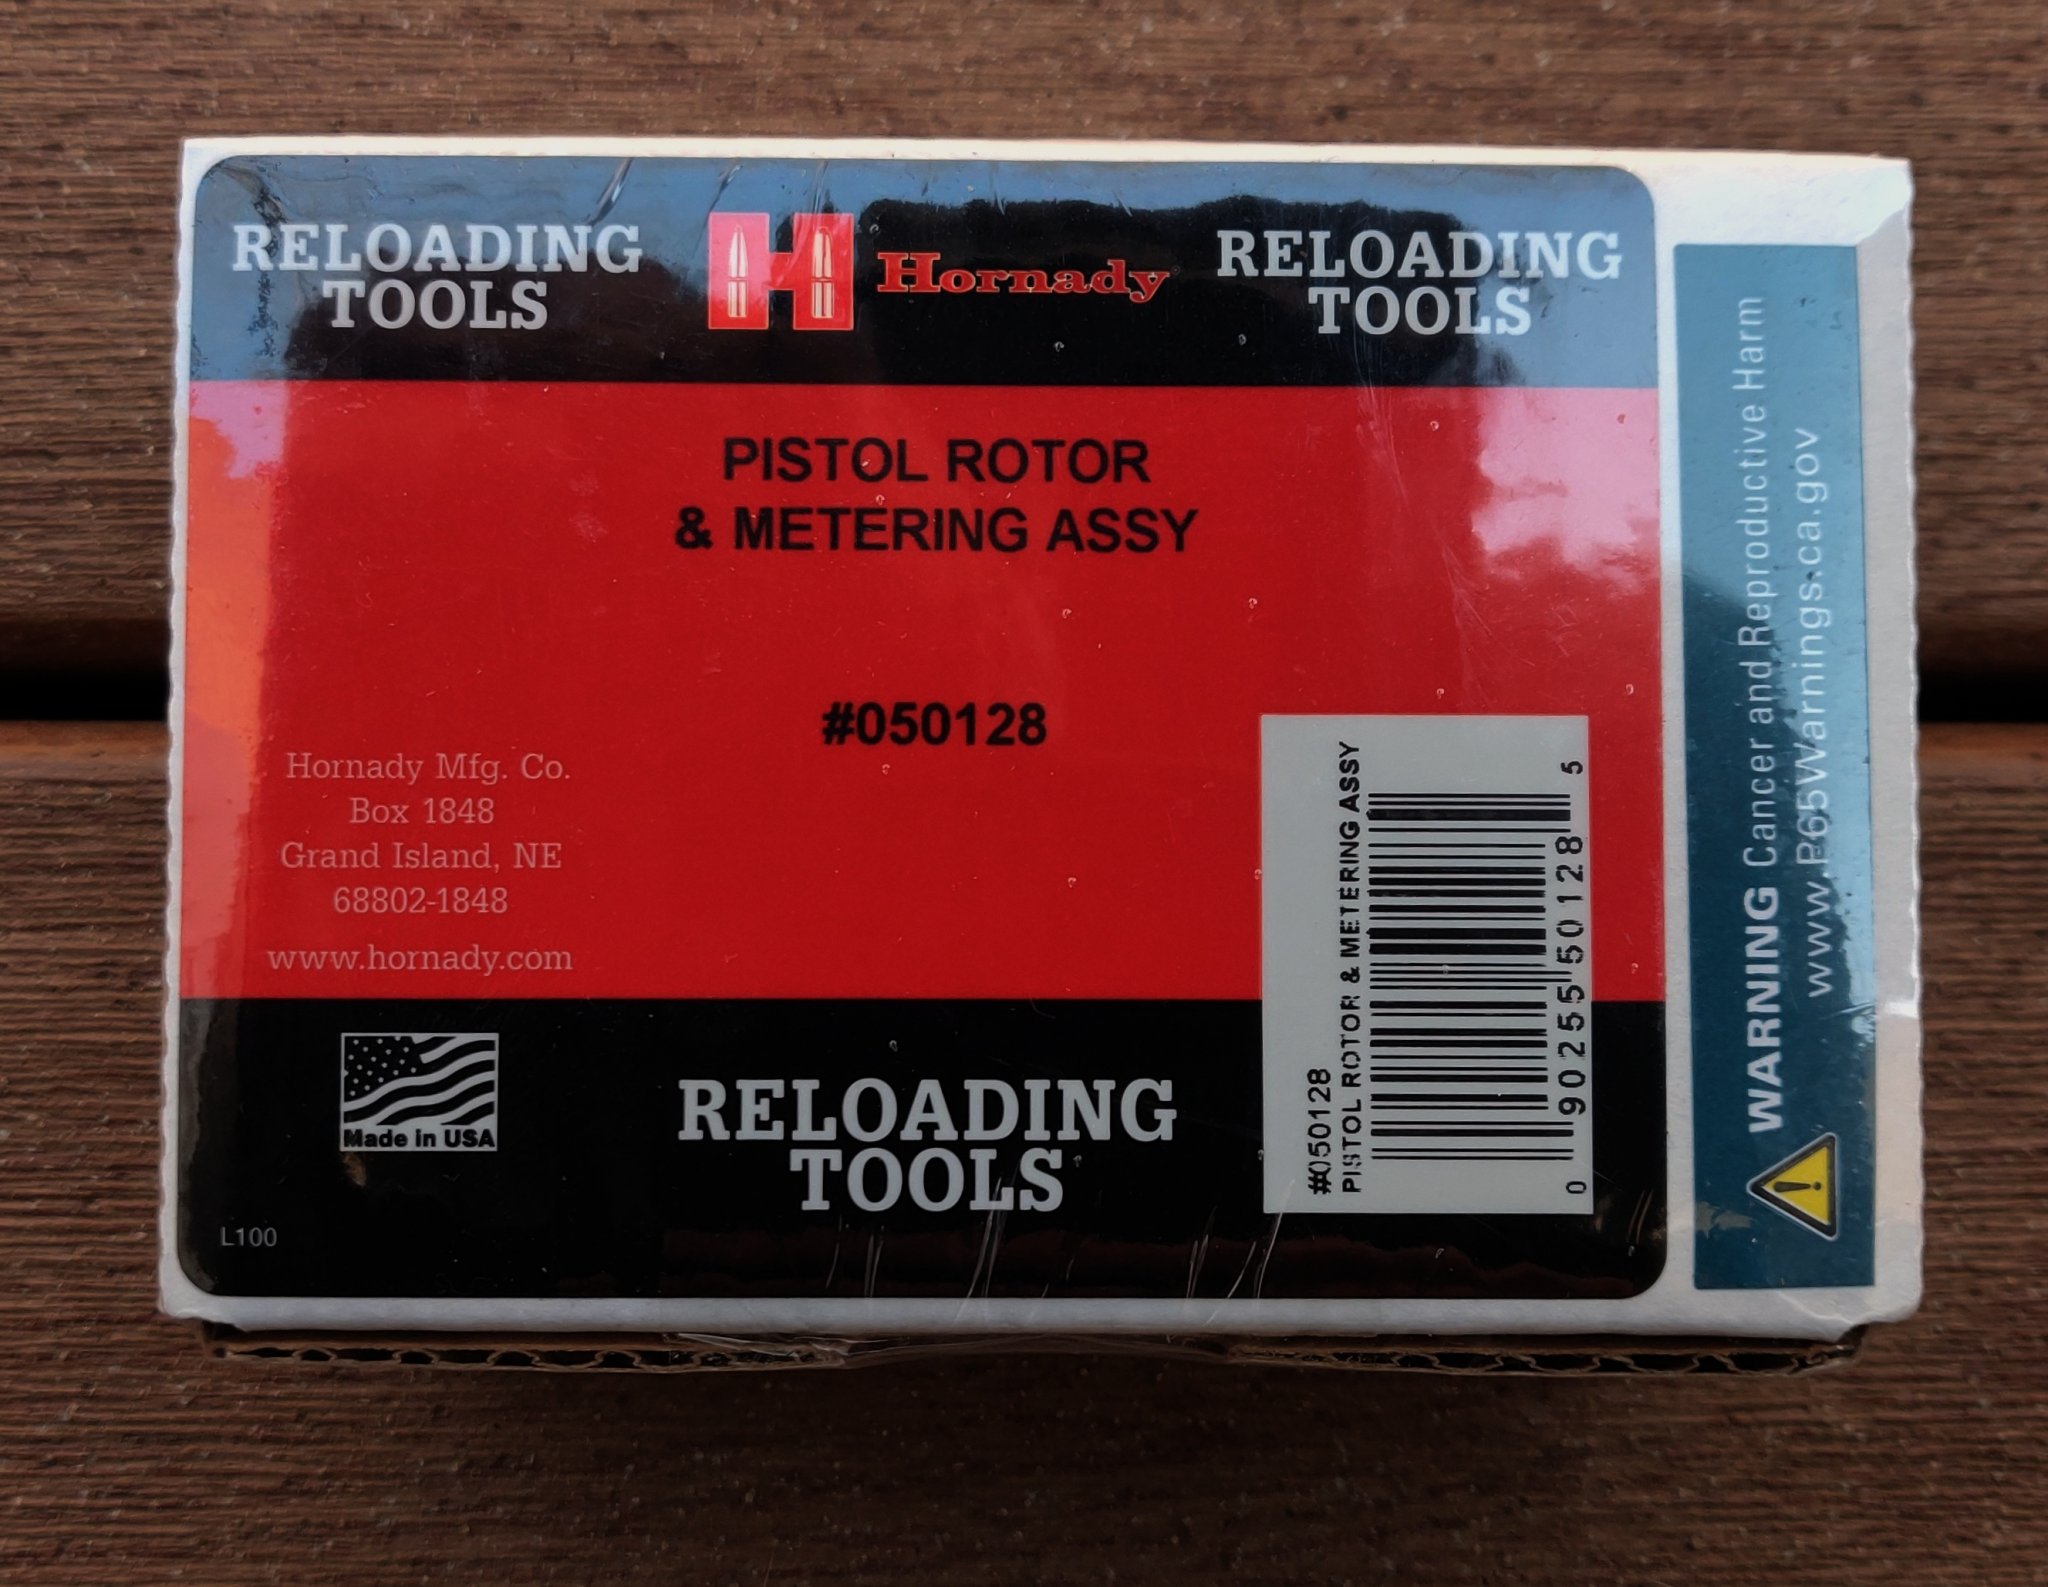 RELOADING
TOOLS
Hornady
RELOADING
TOOLS
PISTOL ROTOR
& METERING ASSY
#050128
Hornady Mfg. Co.
Box 1848
Grand Island, NE
68802-1848
www.hornady.com
Made in USA
L100
RELOADING
TOOLS
#050128
PISTOL ROTOR & METERING ASSY
0 90255 50128 5
WARNING Cancer and Reproductive Harm
www.P65Warnings.ca.gov